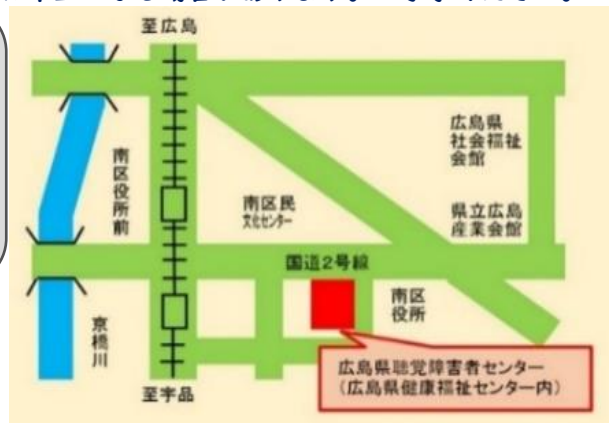 至広島
広島県
社会福祉
会館
南区役所前
南区民
文化センター
県立広島
産業会館
国道2号線
南区
役所
京橋川
広島県聴覚障害者センター
（広島県健康福祉センター内）
至宇品